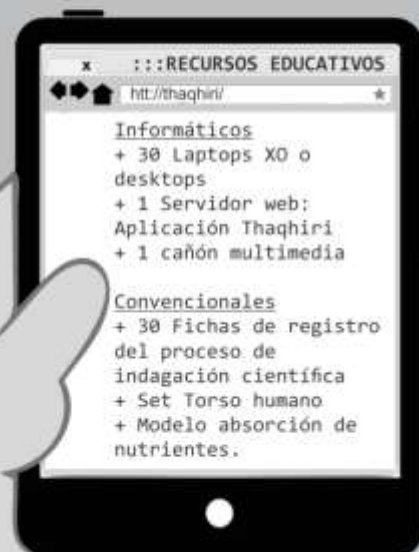 x :::RECURSOS EDUCATIVOS
htt://thaqhiri/
Informáticos
+ 30 Laptops XO o
desktops
+ 1 Servidor web:
Aplicación Thaqhiri
+ 1 cañón multimedia
Convencionales
+ 30 Fichas de registro
del proceso de
indagación científica
+ Set Torso humano
+ Modelo absorción de
nutrientes.